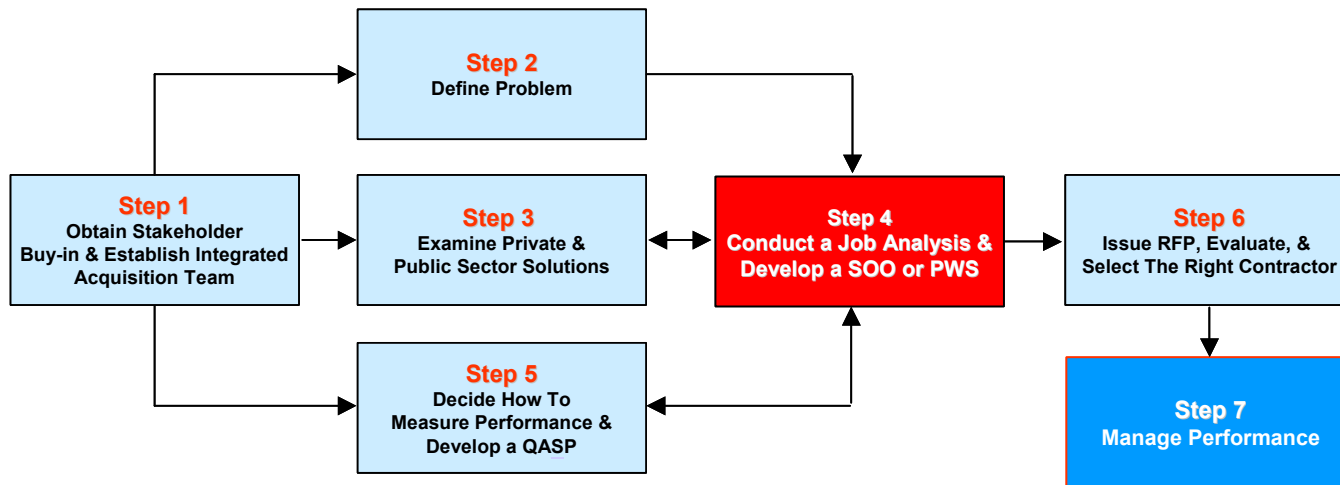 Step 2
Define Problem
Step 1
Obtain Stakeholder
Buy-in & Establish Integrated
Acquisition Team
Step 3
Examine Private &
Public Sector Solutions
Step 4
Conduct a Job Analysis &
Develop a SOO or PWS
Step 6
Issue RFP, Evaluate, &
Select The Right Contractor
Step 5
Decide How To
Measure Performance &
Develop a QASP
Step 7
Manage Performance